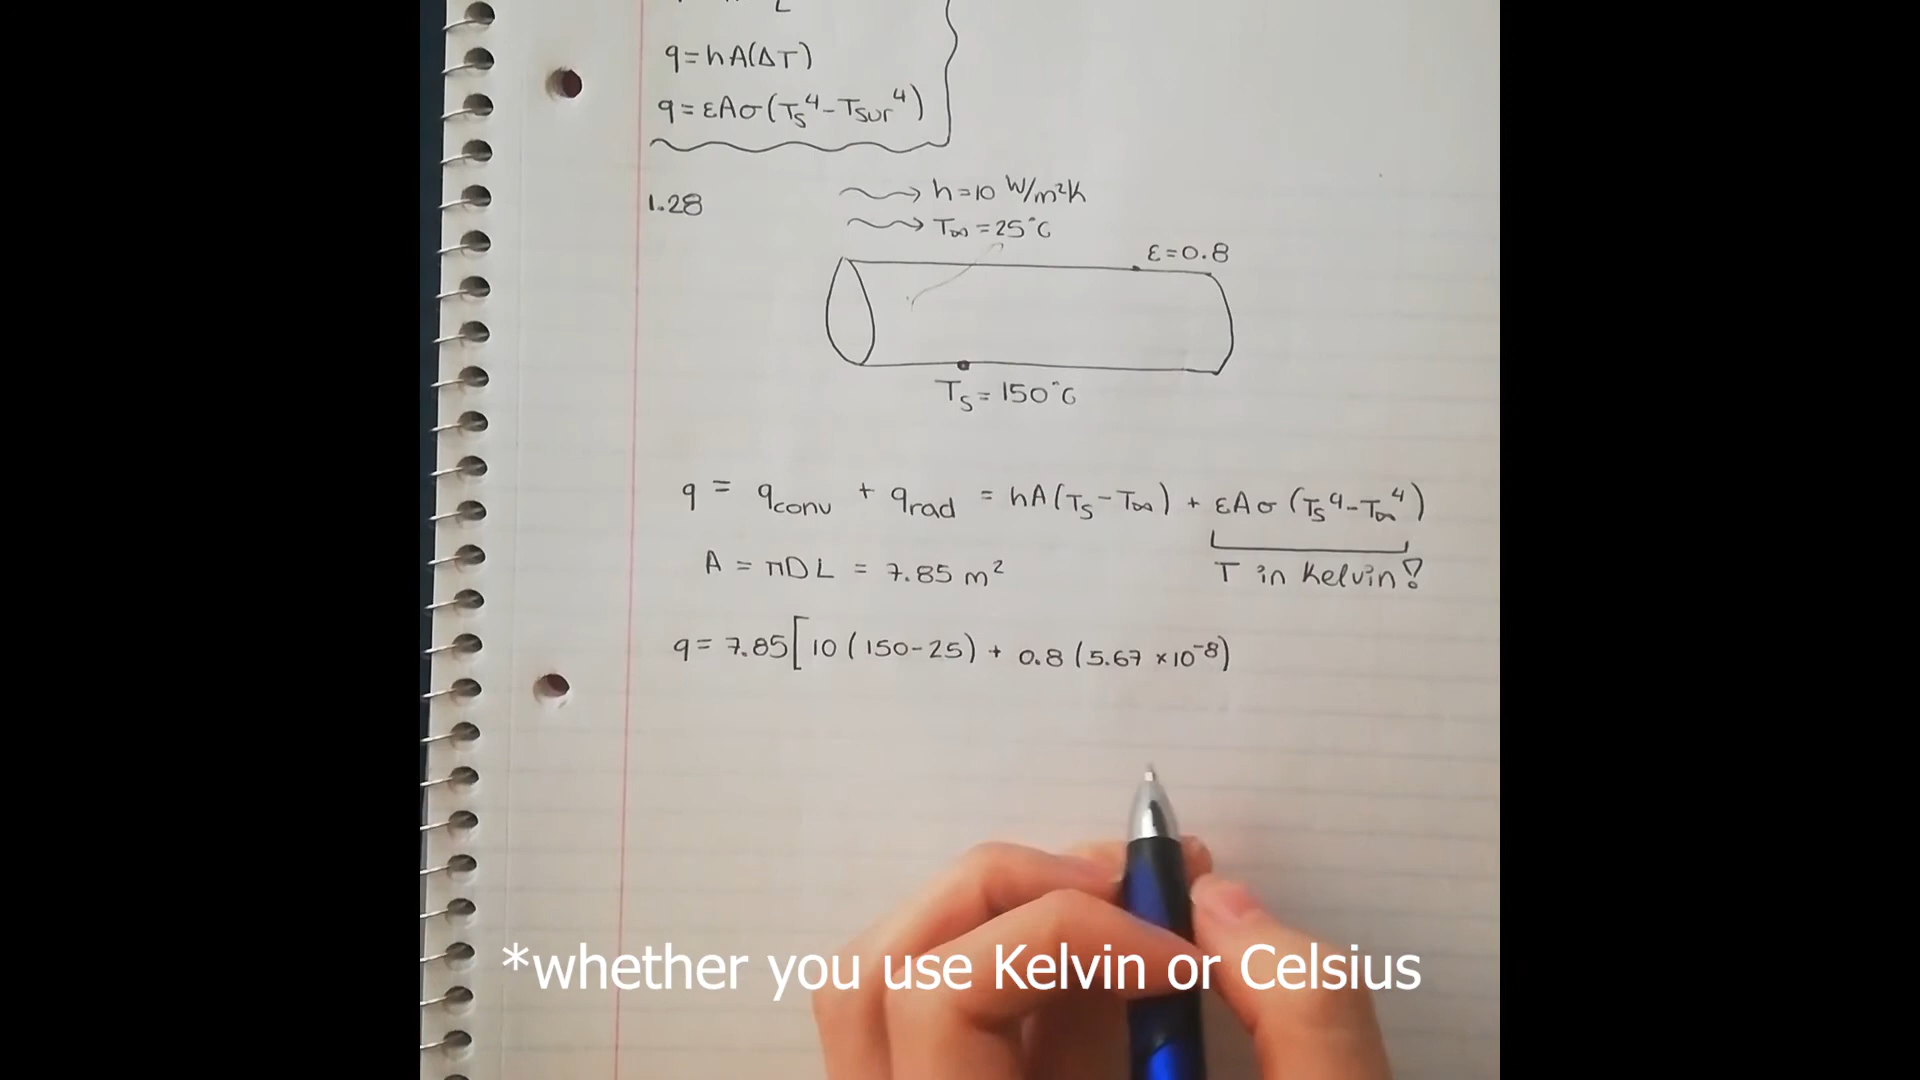 q=hA(ΔT)
q=εAσ(Ts⁴-Tsur⁴)
1.28
h=10 W/m²K
T∞=25°C
ε=0.8
Ts=150°C
q = qconv + qrad = hA(Ts-T∞) + εAσ(Ts⁴-T∞⁴)
A = πDL = 7.85 m²
T in Kelvin!
q= 7.85[10(150-25) + 0.8(5.67 ×10⁻⁸)
*whether you use Kelvin or Celsius